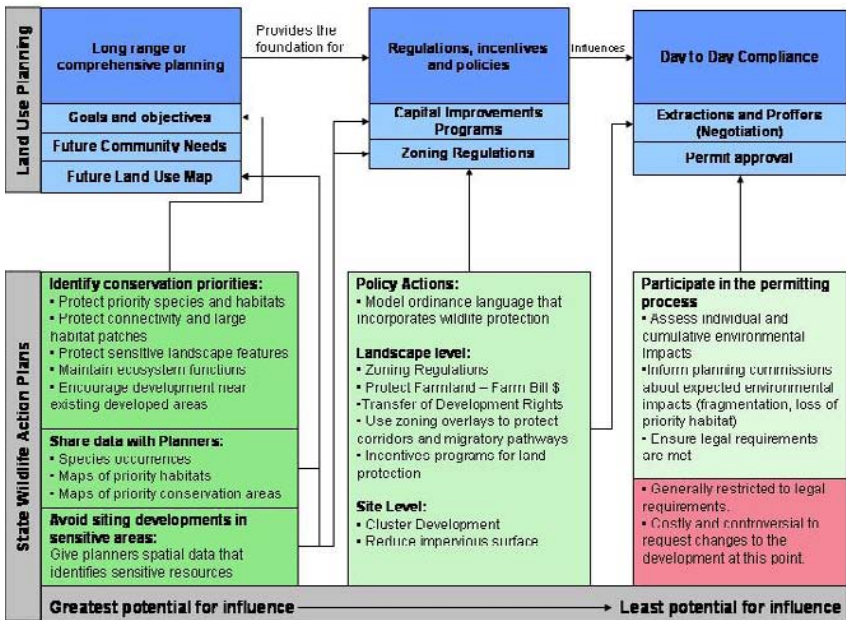 Land Use Planning
Long range or
comprehensive planning
Provides the
foundation for
Regulations, incentives
and policies
Influences
Day to Day Compliance
Goals and objectives
Future Community Needs
Future Land Use Map
Capital Improvements
Programs
Zoning Regulations
Extractions and Proffers
(Negotiation)
Permit approval
State Wildlife Action Plans
Identify conservation priorities:
• Protect priority species and habitats
• Protect connectivity and large
habitat patches
• Protect sensitive landscape features
• Maintain ecosystem functions
• Encourage development near
existing developed areas
Share data with Planners:
• Species occurrences
• Maps of priority habitats
• Maps of priority conservation areas
Avoid siting developments in
sensitive areas:
Give planners spatial data that
identifies sensitive resources
Policy Actions:
• Model ordinance language that
incorporates wildlife protection
Landscape level:
• Zoning Regulations
• Protect Farmland – Farm Bill $
•Transfer of Development Rights
• Use zoning overlays to protect
corridors and migratory pathways
• Incentives programs for land
protection
Site Level:
• Cluster Development
• Reduce impervious surface
Participate in the permitting
process
• Assess individual and
cumulative environmental
impacts
•Inform planning commissions
about expected environmental
impacts (fragmentation, loss of
priority habitat)
• Ensure legal requirements
are met
• Generally restricted to legal
requirements.
• Costly and controversial to
request changes to the
development at this point.
Greatest potential for influence
Least potential for influence